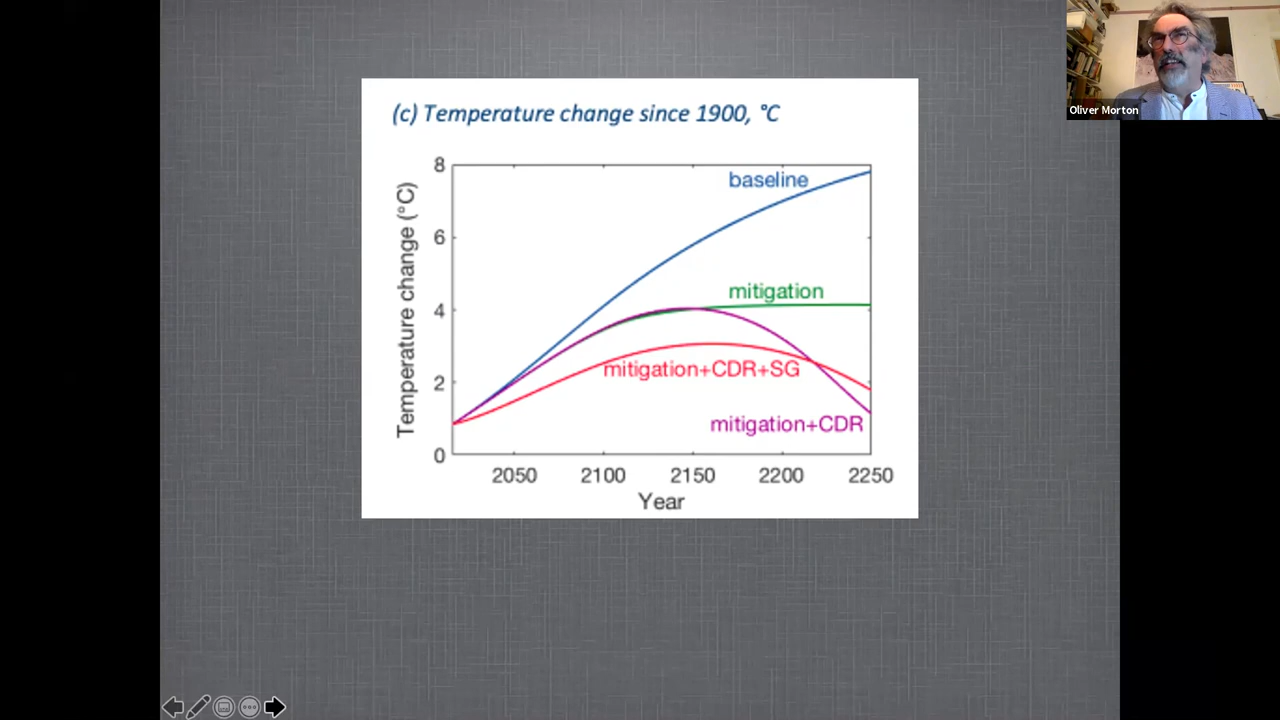 (c) Temperature change since 1900, °C
Temperature change (°C)
8
6
4
2
0
baseline
mitigation
mitigation+CDR+SG
mitigation+CDR
2050 2100 2150 2200 2250
Year
Oliver Morton